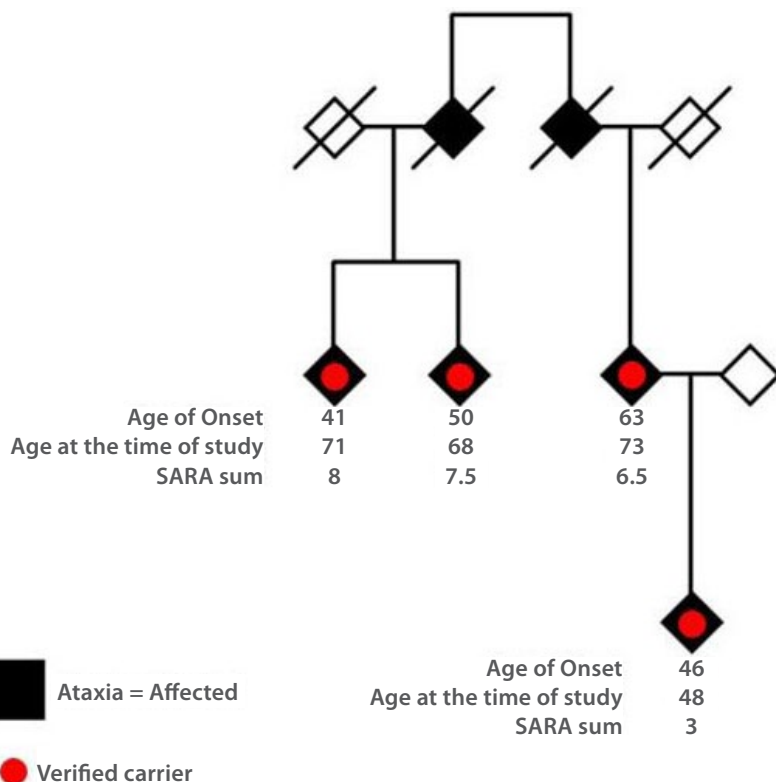 Age of Onset 41 50 63
Age at the time of study 71 68 73
SARA sum 8 7.5 6.5
Age of Onset 46
Ataxia = Affected
Age at the time of study 48
SARA sum 3
Verified carrier